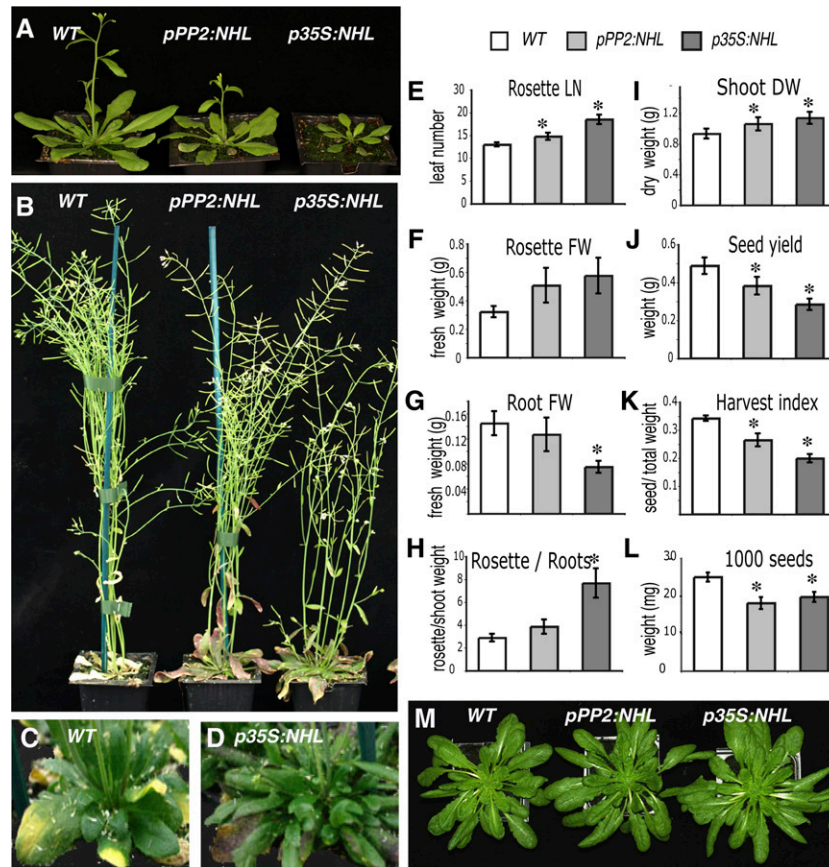 A
WT pPP2:NHL p35S:NHL
B
WT pPP2:NHL p35S:NHL
C WT
D p35S:NHL
WT pPP2:NHL p35S:NHL
E Rosette LN
leaf number
30
25
20
15
10
* *
I Shoot DW
dry weight (g)
1.2
0.8
0.4
0
* *
F Rosette FW
fresh weight (g)
0.8
0.6
0.4
0.2
0
J Seed yield
weight (g)
0.6
0.4
0.2
0
* *
G Root FW
fresh weight (g)
0.16
0.12
0.08
0.04
*
K Harvest index
seed/ total weight
0.4
0.3
0.2
0.1
0
* *
H Rosette / Roots
rosette/shoot weight
8
6
4
2
0
*
L 1000 seeds
weight (mg)
30
20
10
0
* *
M
WT pPP2:NHL p35S:NHL